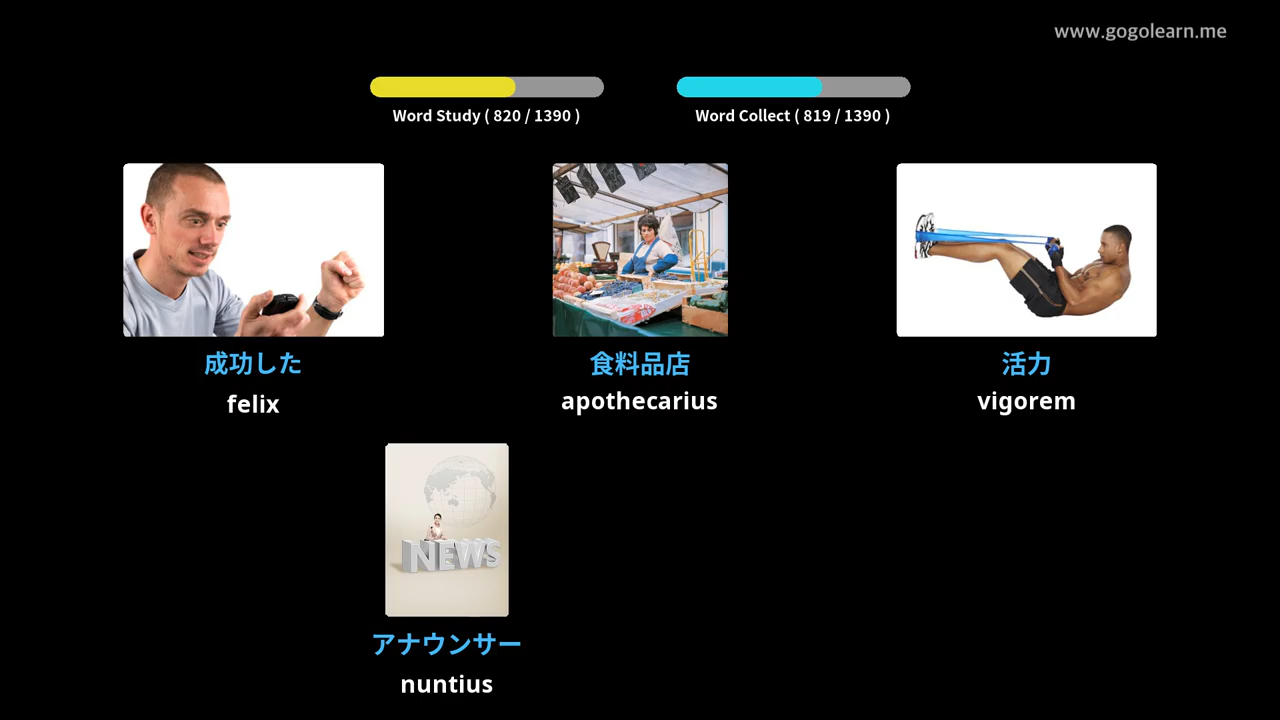 www.gogolearn.me
Word Study ( 820 / 1390 )
Word Collect ( 819 / 1390 )
成功した
食料品店
活力
felix
apothecarius
vigorem
NEWS
アナウンサー
nuntius